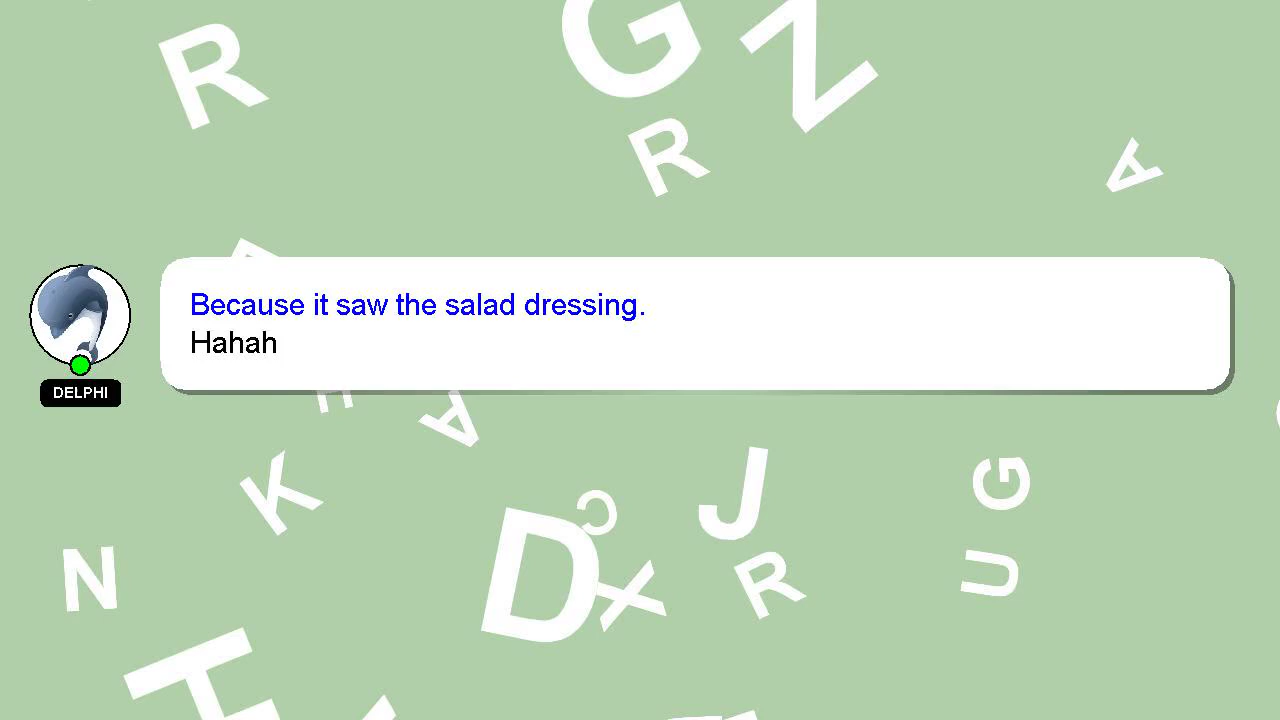 R
G
Z
R
A
Because it saw the salad dressing.
Hahah
DELPHI
A
K
J
G
C
D
N
X
R
U